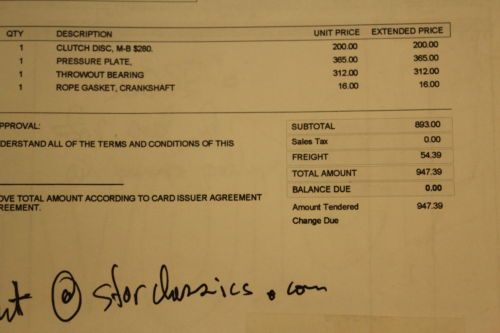 QTY DESCRIPTION UNIT PRICE EXTENDED PRICE
1 CLUTCH DISC, M-B $280. 200.00 200.00
1 PRESSURE PLATE, 365.00 365.00
1 THROWOUT BEARING 312.00 312.00
1 ROPE GASKET, CRANKSHAFT 16.00 16.00
PPROVAL:
DERSTAND ALL OF THE TERMS AND CONDITIONS OF THIS
OVE TOTAL AMOUNT ACCORDING TO CARD ISSUER AGREEMENT
REEMENT.
SUBTOTAL 893.00
Sales Tax 0.00
FREIGHT 54.39
TOTAL AMOUNT 947.39
BALANCE DUE 0.00
Amount Tendered 947.39
Change Due
@ sforclassics.com